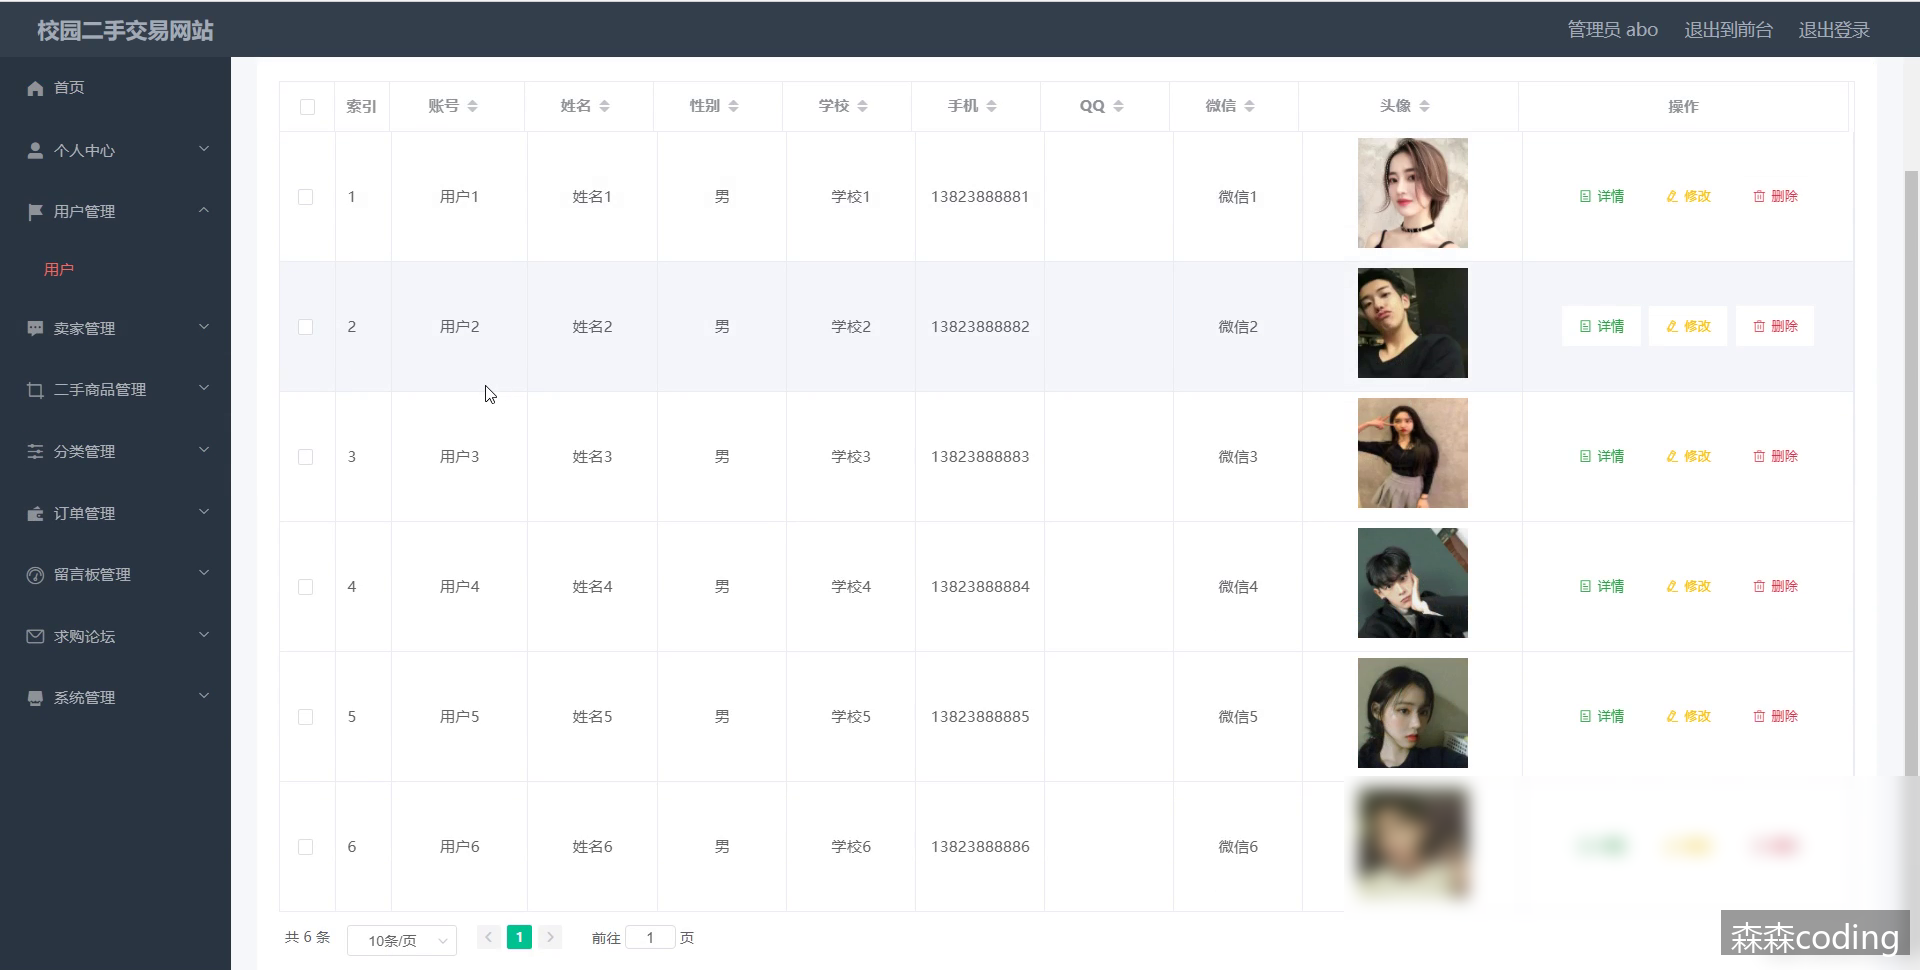 校园二手交易网站
管理员 abo 退出到前台 退出登录
首页
个人中心
用户管理
用户
卖家管理
二手商品管理
分类管理
订单管理
留言板管理
求购论坛
系统管理
索引 账号 姓名 性别 学校 手机 QQ 微信 头像 操作
1 用户1 姓名1 男 学校1 13823888881 微信1 详情 修改 删除
2 用户2 姓名2 男 学校2 13823888882 微信2 详情 修改 删除
3 用户3 姓名3 男 学校3 13823888883 微信3 详情 修改 删除
4 用户4 姓名4 男 学校4 13823888884 微信4 详情 修改 删除
5 用户5 姓名5 男 学校5 13823888885 微信5 详情 修改 删除
6 用户6 姓名6 男 学校6 13823888886 微信6
共 6 条 10条/页 1 前往 1 页
森森coding